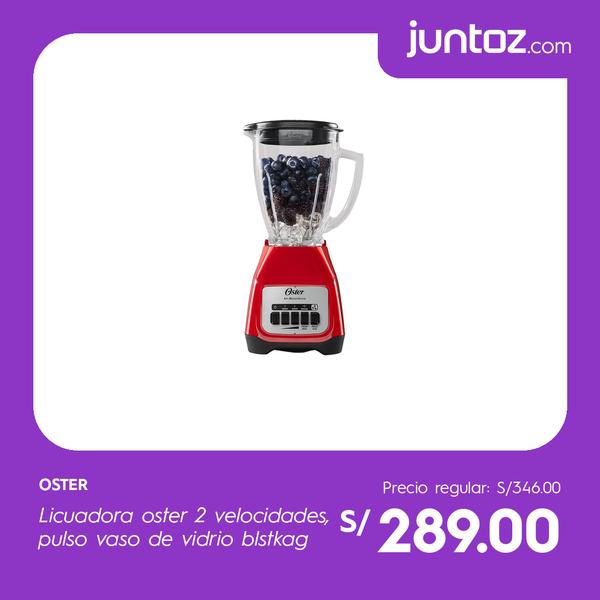 juntoz.com
Oster
OSTER
Precio regular: S/346.00
Licuadora oster 2 velocidades,
pulso vaso de vidrio blstkag
S/ 289.00